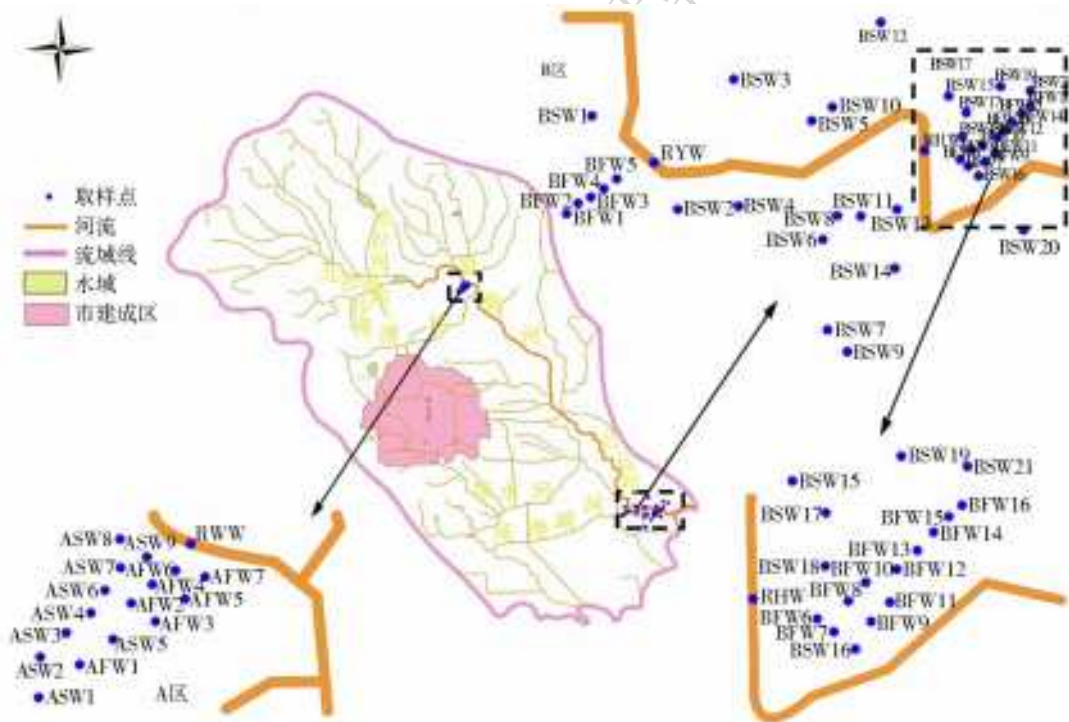 取样点
河流
流域线
水域
市建成区
B区
BSW12
BSW3
BSW1
BSW10
BSW5
RYW
BFW5
BFW4
BFW3
BFW2
BFW1
BSW2
BSW4
BSW11
BSW8
BSW13
BSW6
BSW14
BSW20
BSW7
BSW9
BSW17
BSW15
BSW16
BSW19
BSW21
BSW15
BFW16
BSW17
BFW15
BFW14
BFW13
BSW18
BFW10
BFW12
RHW
BFW8
BFW11
BFW6
BFW9
BFW7
BSW16
RWW
ASW8
ASW9
ASW7
AFW6
AFW7
ASW6
AFW4
AFW5
ASW4
AFW2
AFW3
ASW3
ASW5
ASW2
AFW1
ASW1
A区